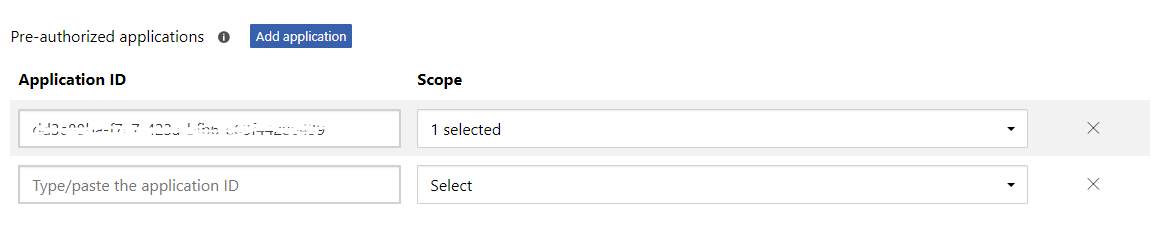 Pre-authorized applications Add application
Application ID Scope
1 selected
Type/paste the application ID Select